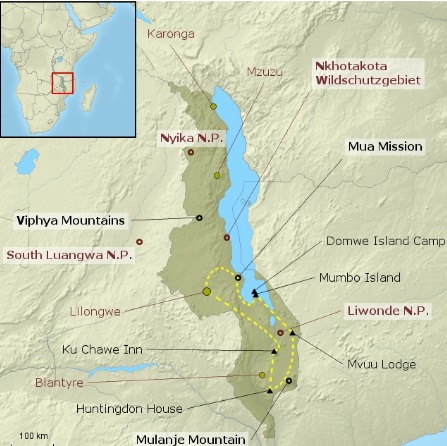 Karonga
Mzuzu
Nkhotakota
Wildschutzgebiet
Nyika N.P.
Mua Mission
Viphya Mountains
Domwe Island Camp
South Luangwa N.P.
Mumbo Island
Lilongwe
Liwonde N.P.
Ku Chawe Inn
Mvuu Lodge
Blantyre
Huntingdon House
100 km
Mulanje Mountain